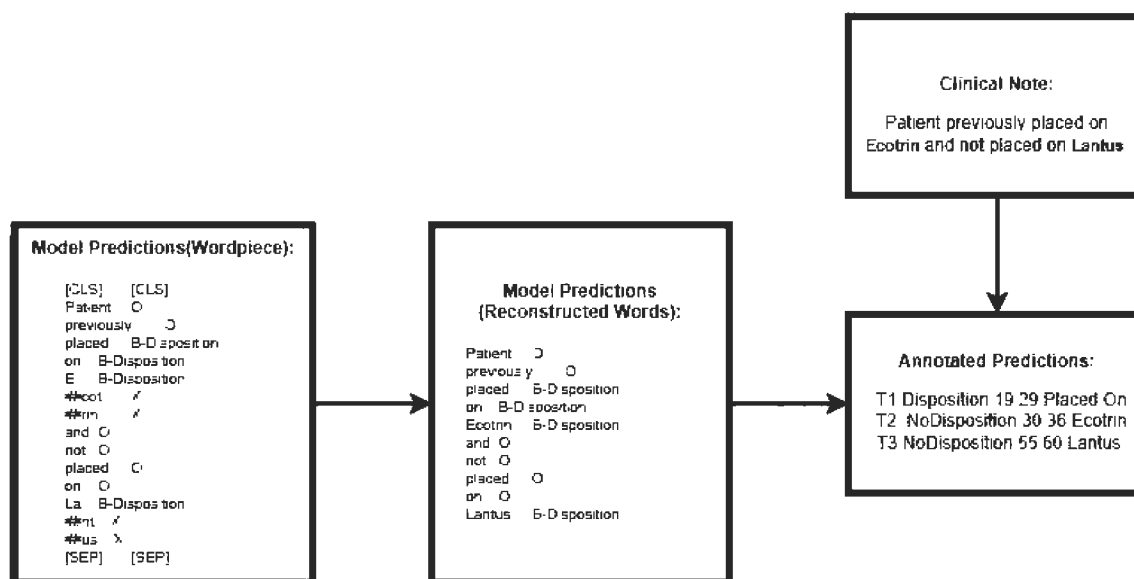 Clinical Note:
Patient previously placed on
Ecotrin and not placed on Lantus
Model Predictions(Wordpiece):
[CLS] [CLS]
Patient O
previously O
placed B-Disposition
on B-Disposition
E B-Disposition
##cot X
##rin X
and O
not O
placed O
on O
La B-Disposition
##nt X
##us X
[SEP] [SEP]
Model Predictions
(Reconstructed Words):
Patient O
previously O
placed B-Disposition
on B-Disposition
Ecotrin B-Disposition
and O
not O
placed O
on O
Lantus B-Disposition
Annotated Predictions:
T1 Disposition 19 29 Placed On
T2 NoDisposition 30 36 Ecotrin
T3 NoDisposition 55 60 Lantus